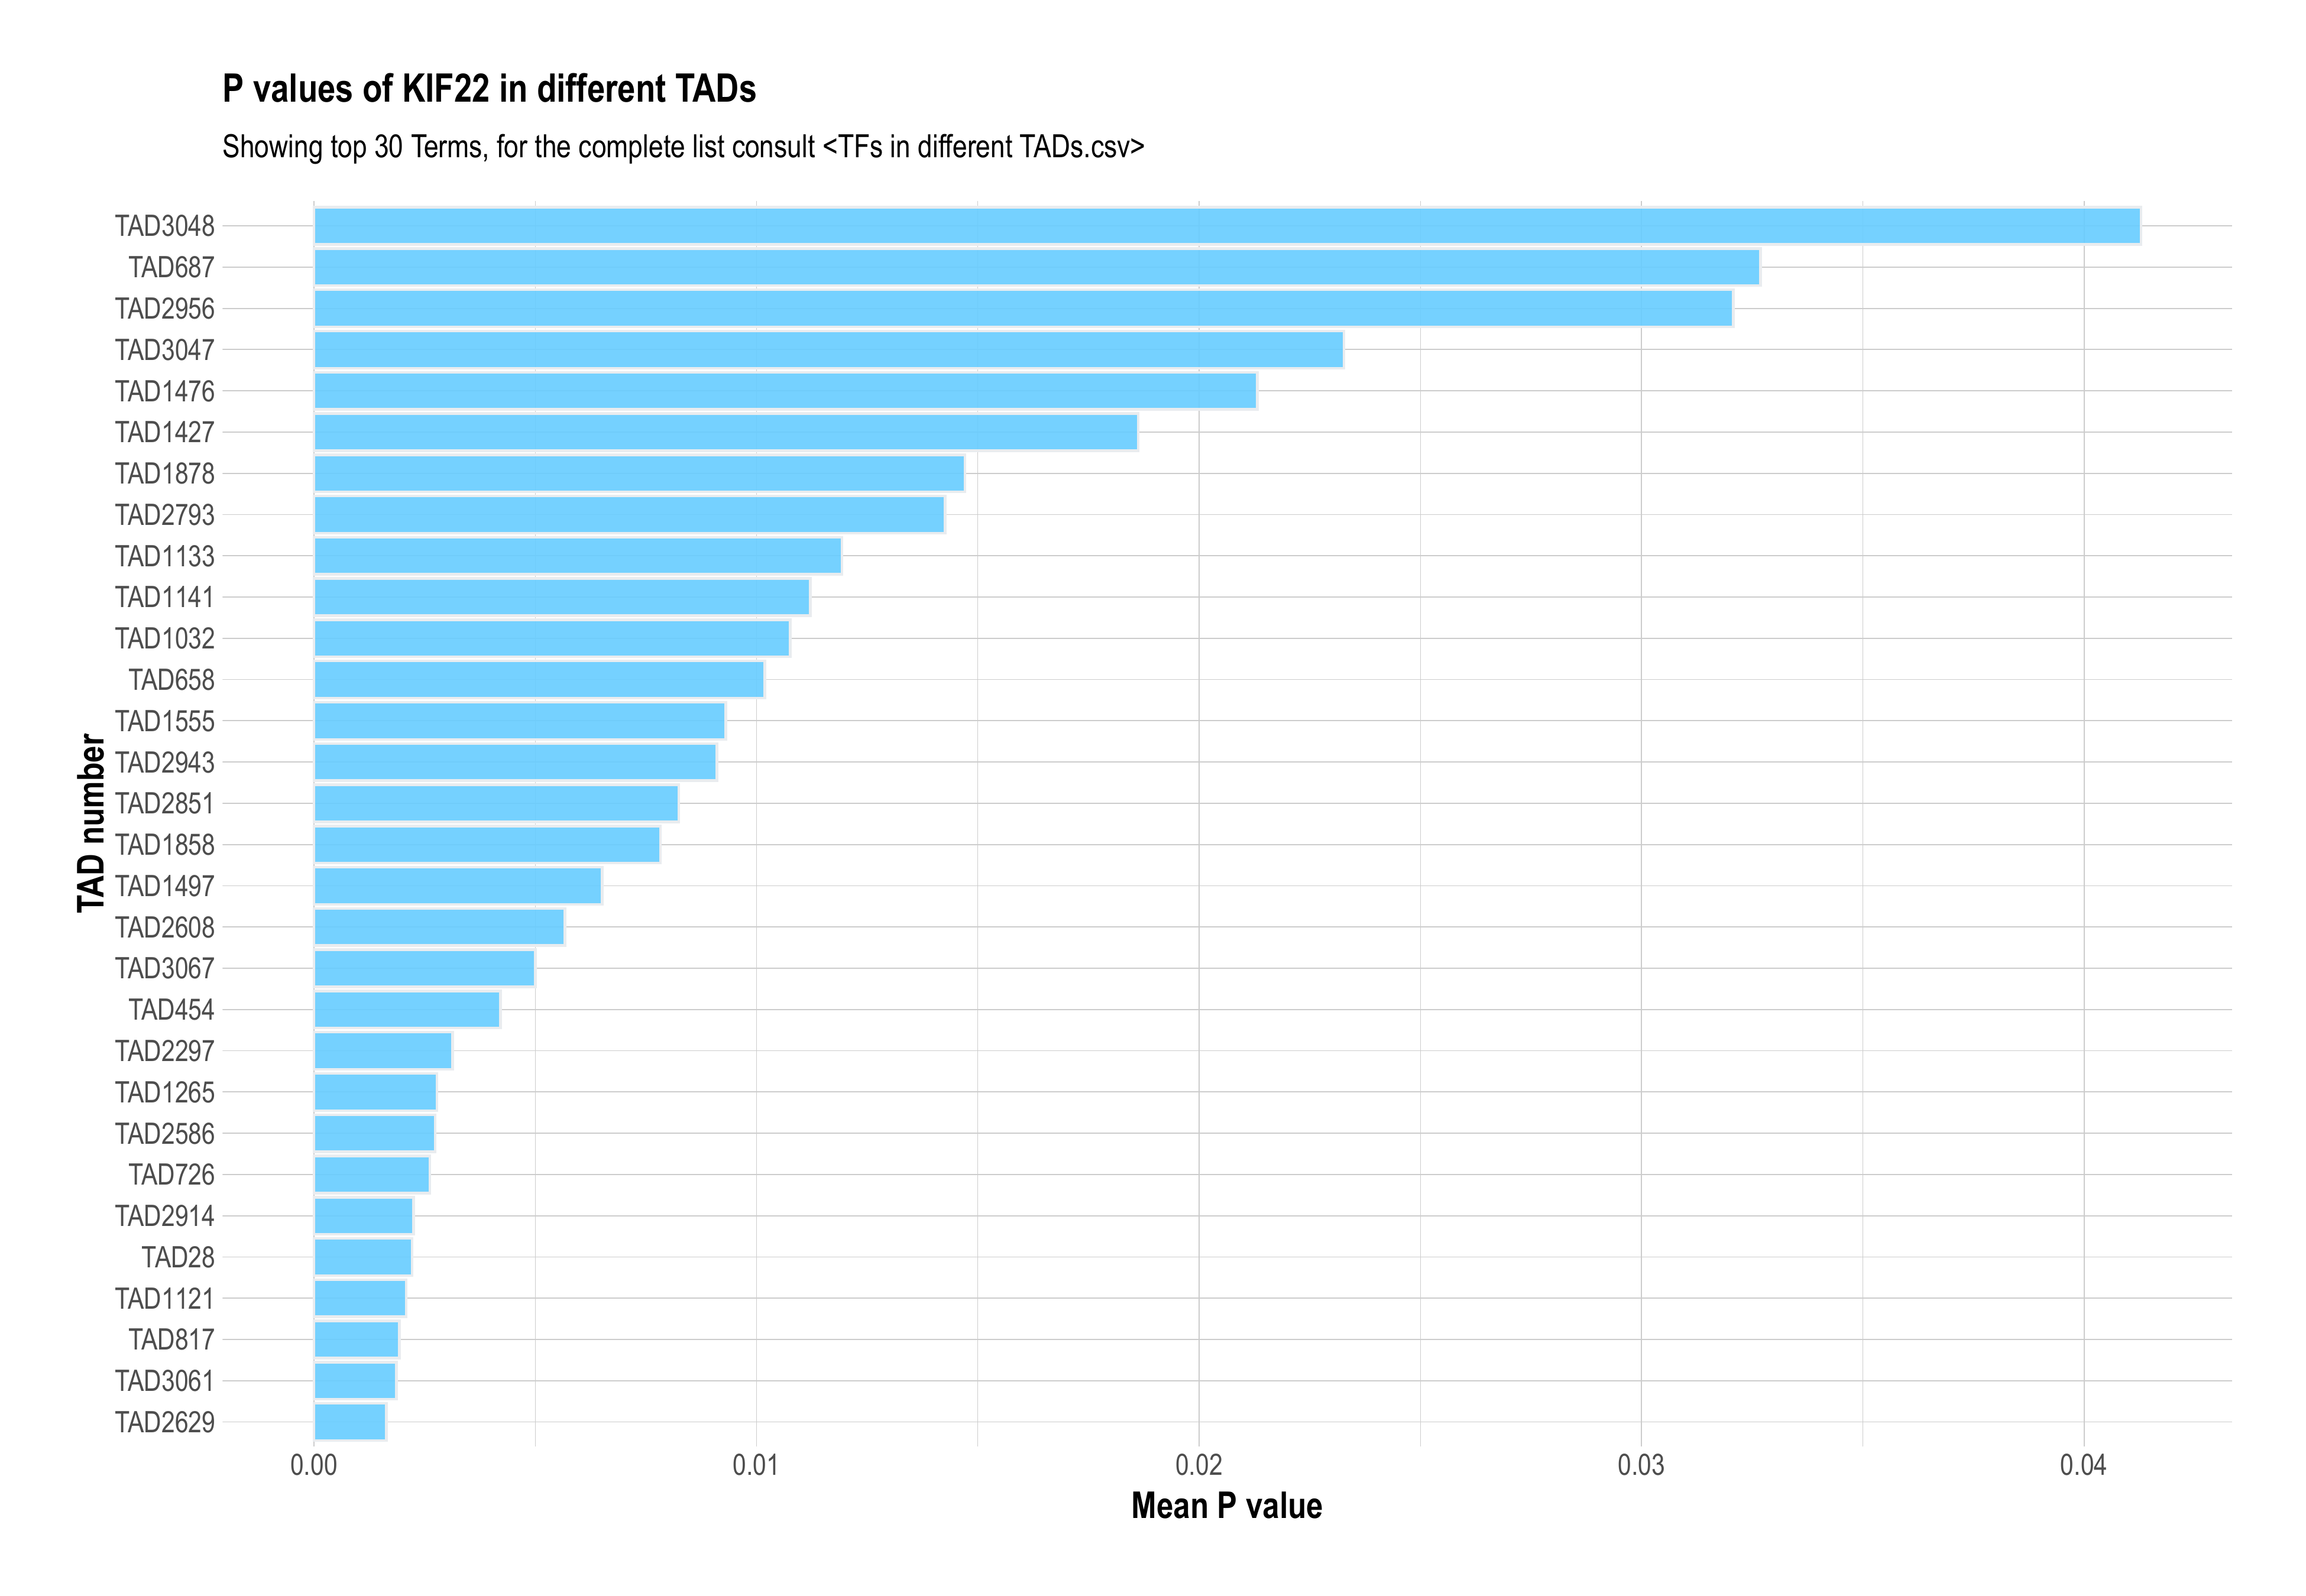 P values of KIF22 in different TADs
Showing top 30 Terms, for the complete list consult <TFs in different TADs.csv>
TAD number
TAD3048
TAD687
TAD2956
TAD3047
TAD1476
TAD1427
TAD1878
TAD2793
TAD1133
TAD1141
TAD1032
TAD658
TAD1555
TAD2943
TAD2851
TAD1858
TAD1497
TAD2608
TAD3067
TAD454
TAD2297
TAD1265
TAD2586
TAD726
TAD2914
TAD28
TAD1121
TAD817
TAD3061
TAD2629
0.00 0.01 0.02 0.03 0.04
Mean P value